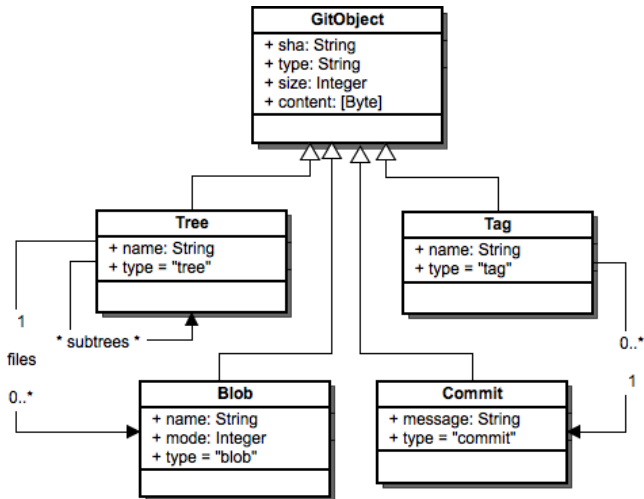 GitObject
+ sha: String
+ type: String
+ size: Integer
+ content: [Byte]
Tree
+ name: String
+ type = "tree"
Tag
+ name: String
+ type = "tag"
1
files
0..*
* subtrees *
0..*
1
Blob
+ name: String
+ mode: Integer
+ type = "blob"
Commit
+ message: String
+ type = "commit"